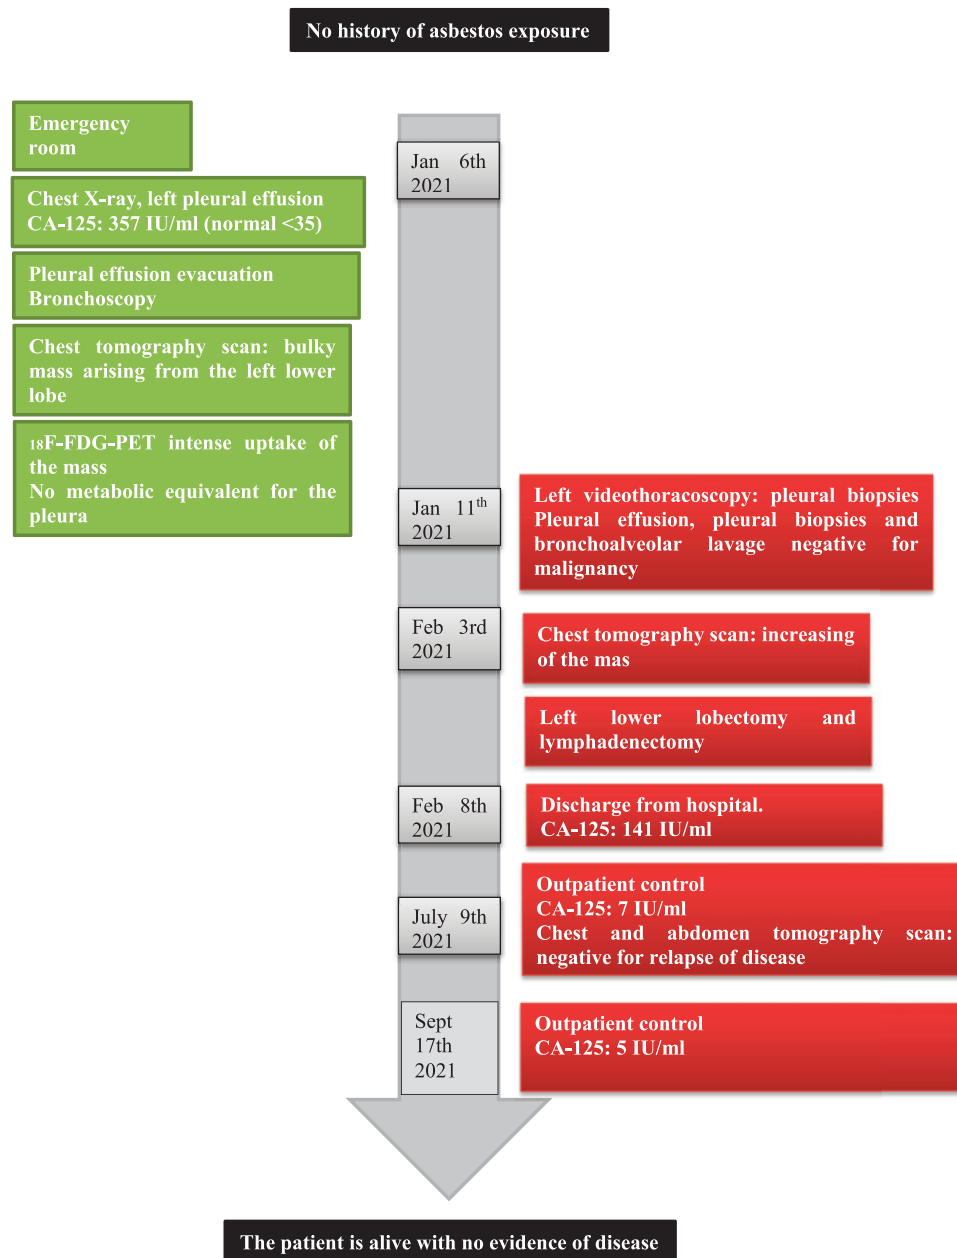 No history of asbestos exposure
Emergency
room
Jan 6th
2021
Chest X-ray, left pleural effusion
CA-125: 357 IU/ml (normal <35)
Pleural effusion evacuation
Bronchoscopy
Chest tomography scan: bulky
mass arising from the left lower
lobe
18F-FDG-PET intense uptake of
the mass
No metabolic equivalent for the
pleura
Jan 11th
2021
Left videothoracoscopy: pleural biopsies
Pleural effusion, pleural biopsies and
bronchoalveolar lavage negative for
malignancy
Feb 3rd
2021
Chest tomography scan: increasing
of the mas
Left lower lobectomy and
lymphadenectomy
Feb 8th
2021
Discharge from hospital.
CA-125: 141 IU/ml
July 9th
2021
Outpatient control
CA-125: 7 IU/ml
Chest and abdomen tomography scan:
negative for relapse of disease
Sept
17th
2021
Outpatient control
CA-125: 5 IU/ml
The patient is alive with no evidence of disease